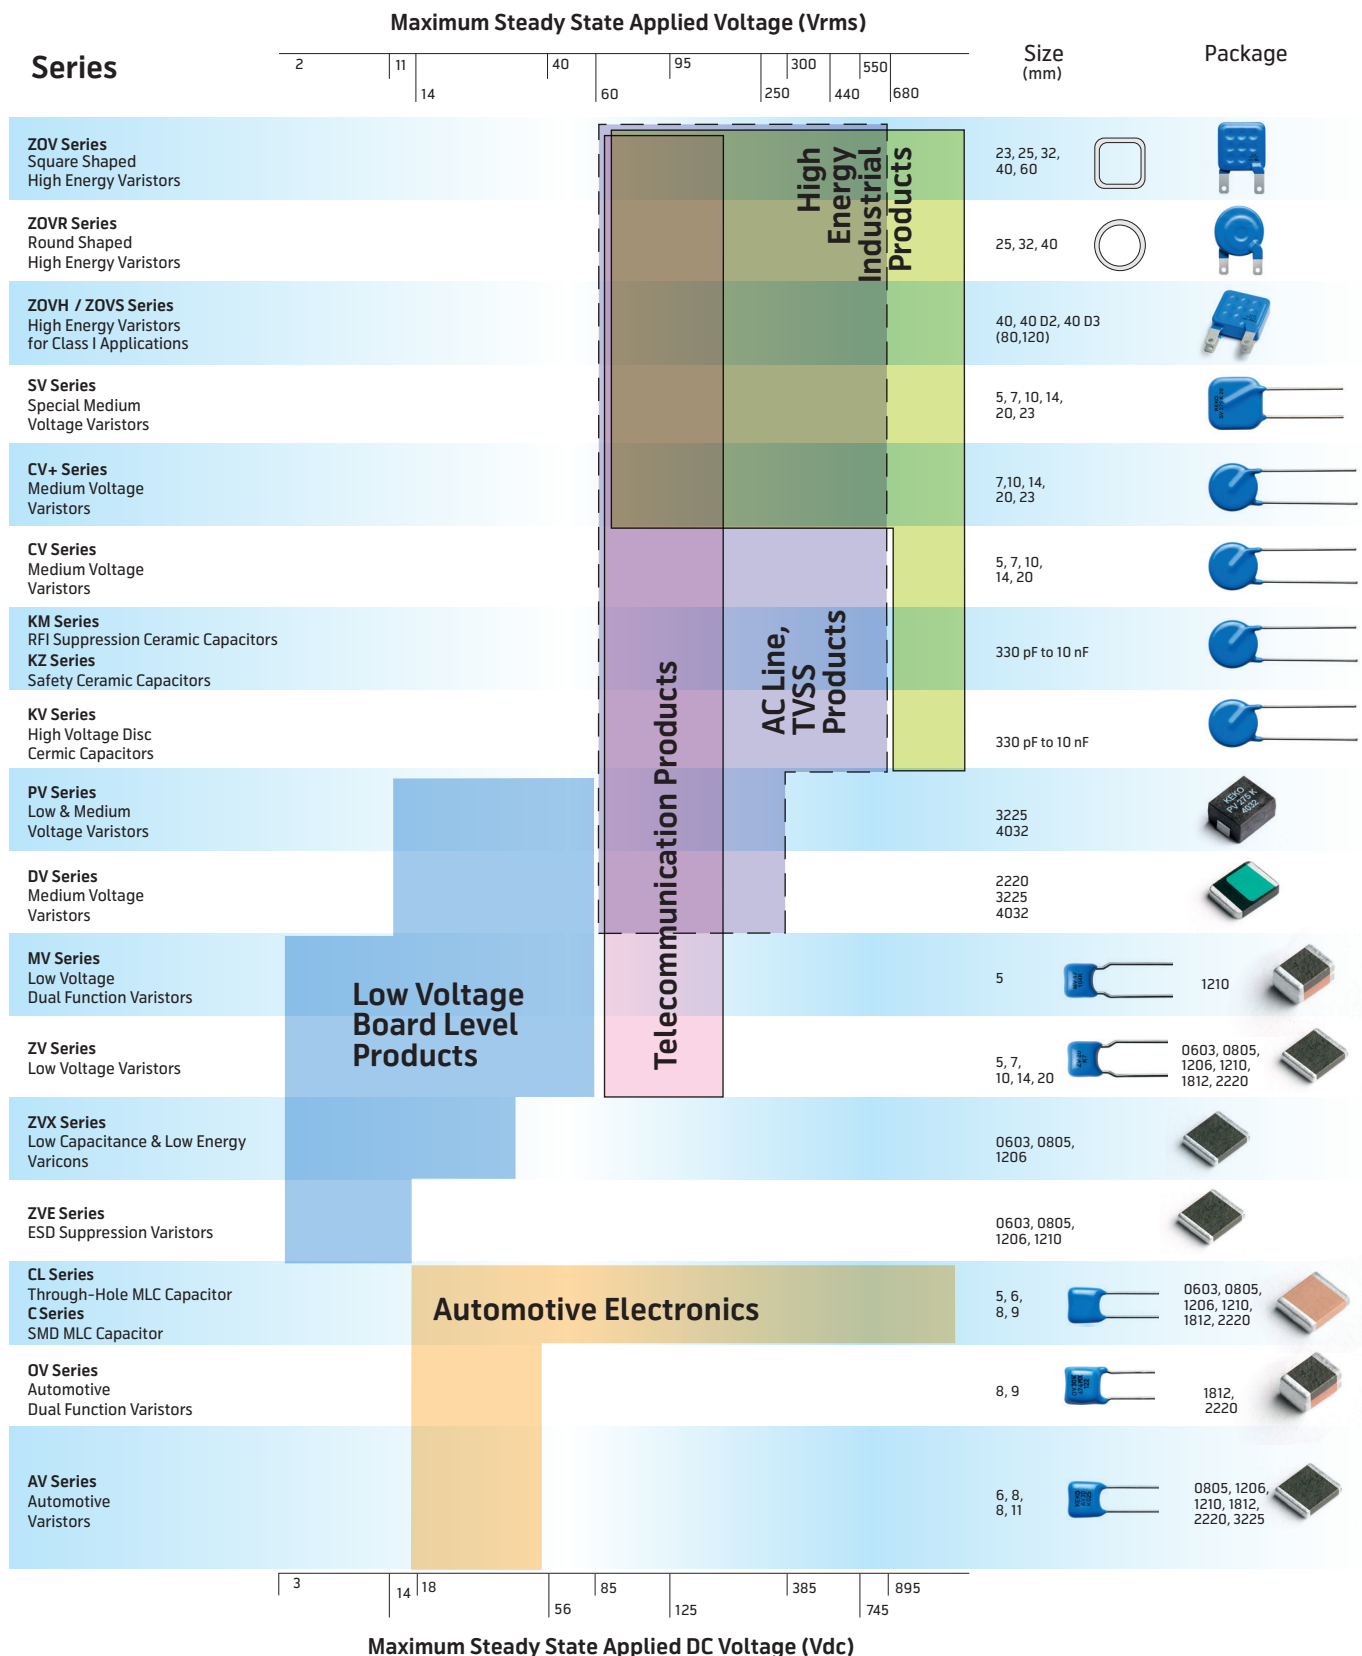 Maximum Steady State Applied Voltage (Vrms)
Series
2
11
14
40
60
95
250
300
440
550
680
Size
(mm)
Package
ZOV Series
Square Shaped
High Energy Varistors
23, 25, 32,
40, 60
ZOVR Series
Round Shaped
High Energy Varistors
25, 32, 40
ZOVH / ZOVS Series
High Energy Varistors
for Class I Applications
40, 40 D2, 40 D3
(80,120)
SV Series
Special Medium
Voltage Varistors
5, 7, 10, 14,
20, 23
CV+ Series
Medium Voltage
Varistors
7,10, 14,
20, 23
CV Series
Medium Voltage
Varistors
5, 7, 10,
14, 20
KM Series
RFI Suppression Ceramic Capacitors
KZ Series
Safety Ceramic Capacitors
330 pF to 10 nF
KV Series
High Voltage Disc
Cermic Capacitors
330 pF to 10 nF
PV Series
Low & Medium
Voltage Varistors
3225
4032
KEKO
PV 275 K
4032
DV Series
Medium Voltage
Varistors
2220
3225
4032
MV Series
Low Voltage
Dual Function Varistors
5
1210
ZV Series
Low Voltage Varistors
5, 7,
10, 14, 20
0603, 0805,
1206, 1210,
1812, 2220
ZVX Series
Low Capacitance & Low Energy
Varicons
0603, 0805,
1206
ZVE Series
ESD Suppression Varistors
0603, 0805,
1206, 1210
CL Series
Through-Hole MLC Capacitor
C Series
SMD MLC Capacitor
5, 6,
8, 9
0603, 0805,
1206, 1210,
1812, 2220
OV Series
Automotive
Dual Function Varistors
8, 9
1812,
2220
AV Series
Automotive
Varistors
6, 8,
8, 11
0805, 1206,
1210, 1812,
2220, 3225
High
Energy
Industrial
Products
AC Line,
TVSS
Products
Telecommunication Products
Low Voltage
Board Level
Products
Automotive Electronics
3
14
18
56
85
125
385
745
895
Maximum Steady State Applied DC Voltage (Vdc)